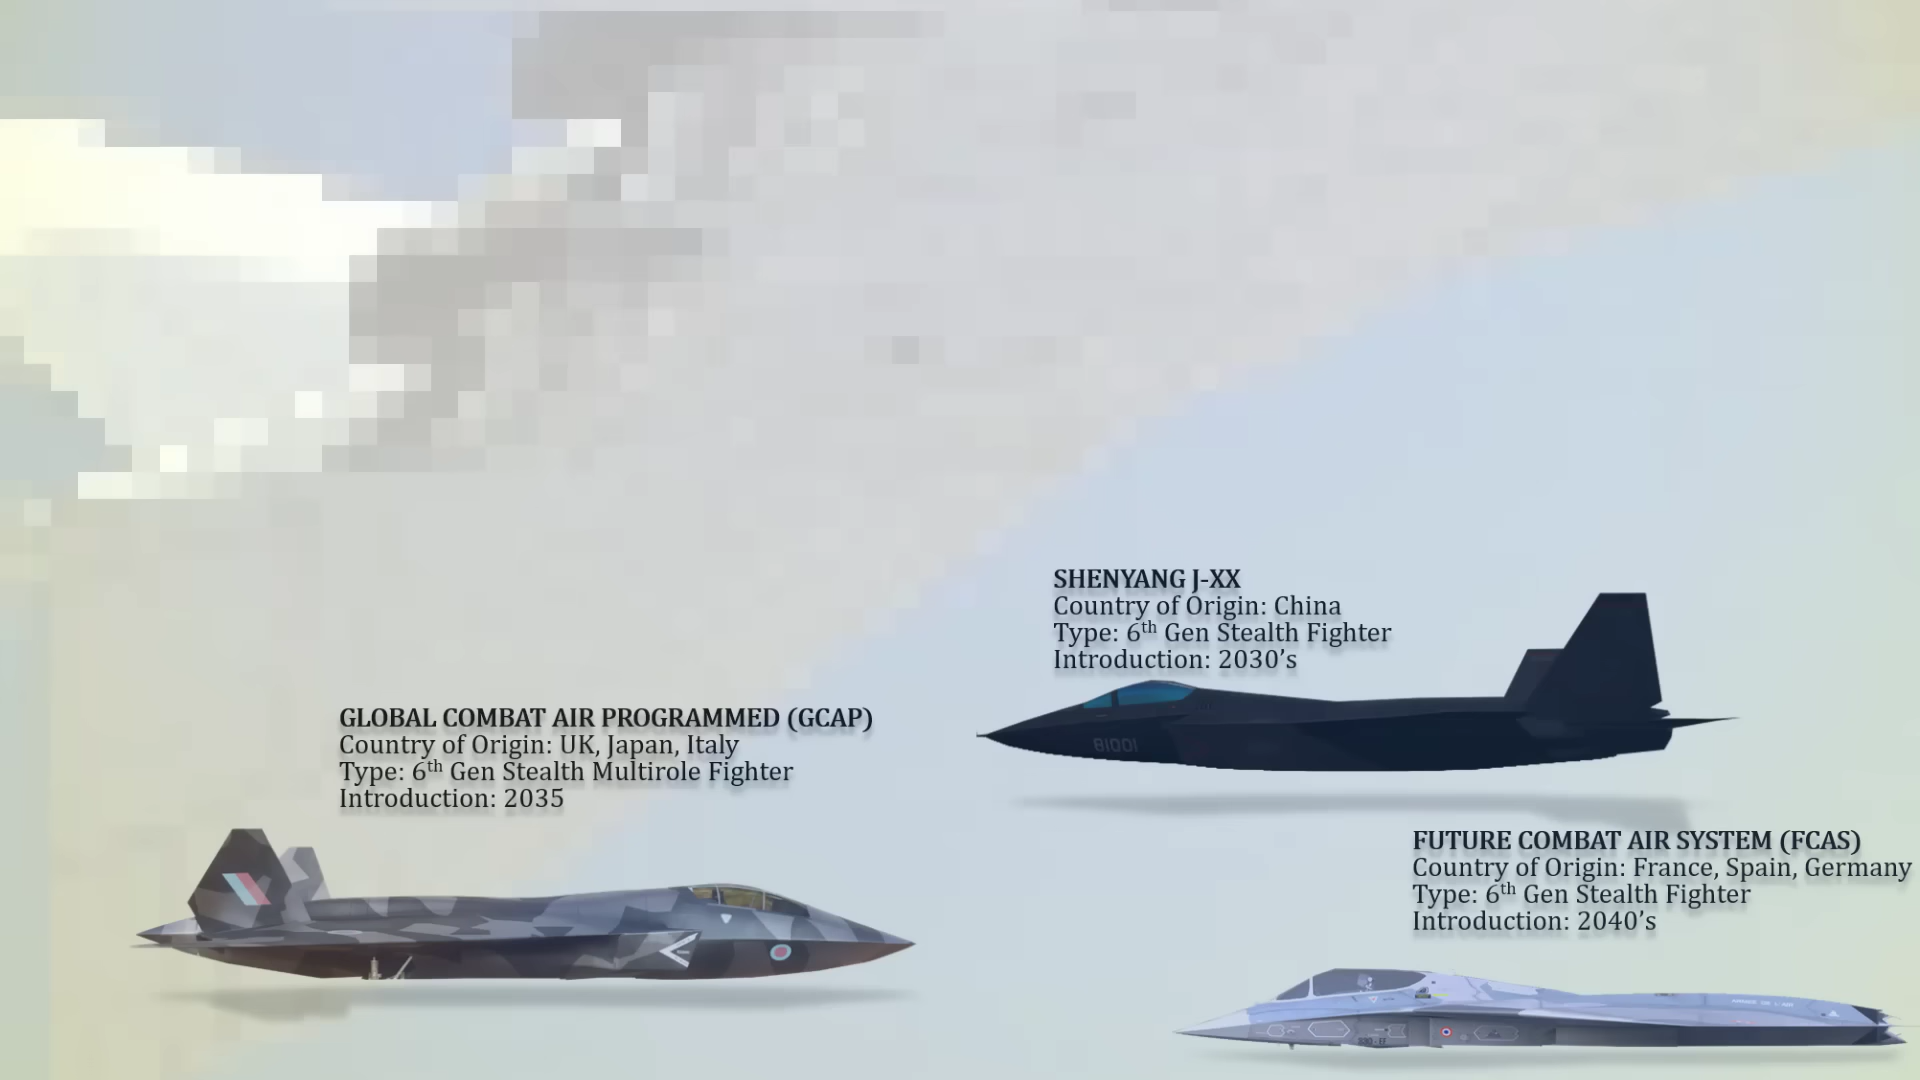 SHENYANG J-XX
Country of Origin: China
Type: 6th Gen Stealth Fighter
Introduction: 2030's
81001
GLOBAL COMBAT AIR PROGRAMMED (GCAP)
Country of Origin: UK, Japan, Italy
Type: 6th Gen Stealth Multirole Fighter
Introduction: 2035
FUTURE COMBAT AIR SYSTEM (FCAS)
Country of Origin: France, Spain, Germany
Type: 6th Gen Stealth Fighter
Introduction: 2040's